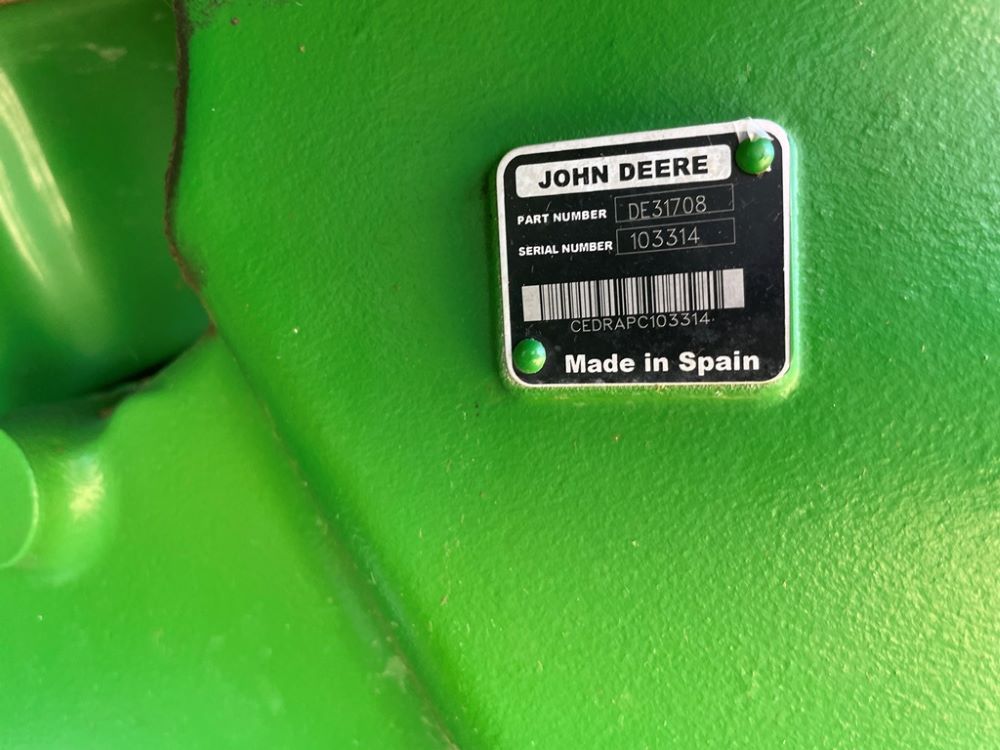 JOHN DEERE
PART NUMBER DE31708
SERIAL NUMBER 103314
CEDRAPC103314
Made in Spain